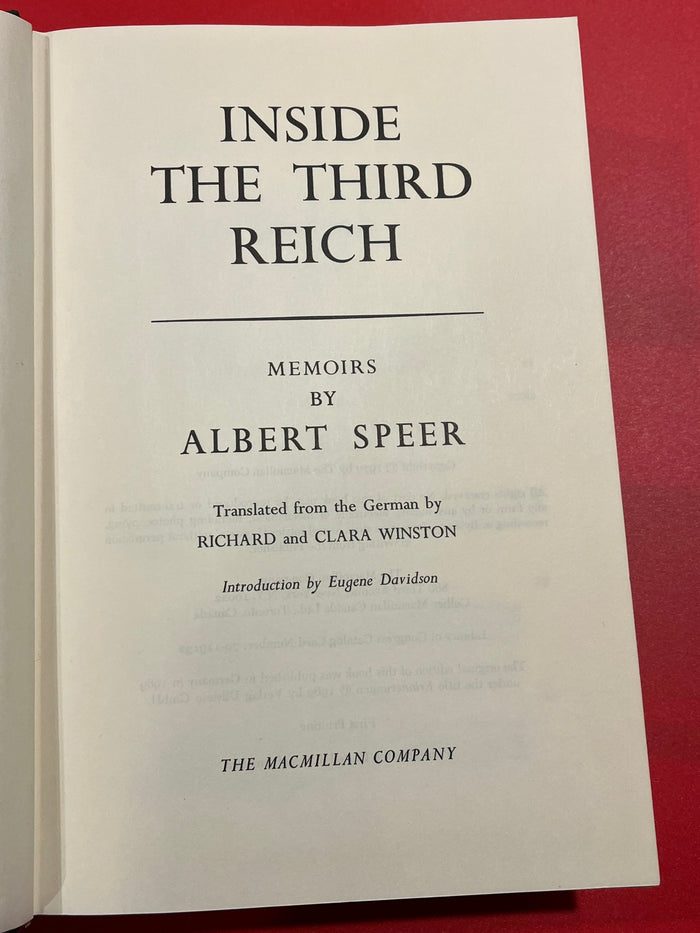 INSIDE
THE THIRD
REICH
MEMOIRS
BY
ALBERT SPEER
Translated from the German by
RICHARD and CLARA WINSTON
Introduction by Eugene Davidson
THE MACMILLAN COMPANY